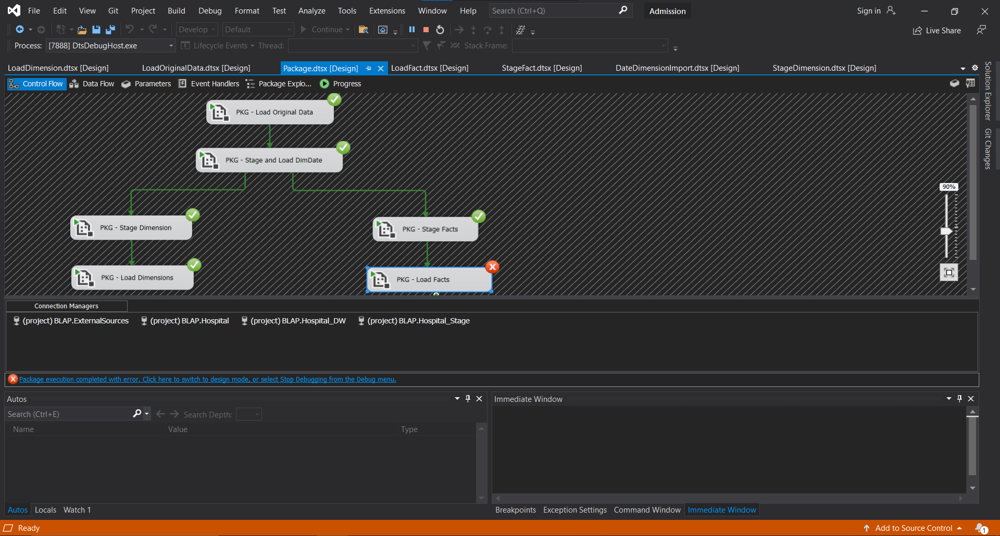 File Edit View Git Project Build Debug Format Test Analyze Tools Extensions Window Help Search (Ctrl+Q) Admission Sign in
Develop Default Continue Live Share
Process: [7888] DtsDebugHost.exe Lifecycle Events Thread: Stack Frame:
LoadDimension.dtsx [Design] LoadOriginalData.dtsx [Design] Package.dtsx [Design] LoadFact.dtsx [Design] StageFact.dtsx [Design] DateDimensionImport.dtsx [Design] StageDimension.dtsx [Design]
Control Flow Data Flow Parameters Event Handlers Package Explo... Progress
Solution Explorer
Git Changes
PKG - Load Original Data
PKG - Stage and Load DimDate
90%
PKG - Stage Dimension PKG - Stage Facts
PKG - Load Dimensions PKG - Load Facts
Connection Managers
(project) BLAP.ExternalSources (project) BLAP.Hospital (project) BLAP.Hospital_DW (project) BLAP.Hospital_Stage
Package execution completed with error. Click here to switch to design mode, or select Stop Debugging from the Debug menu.
Autos Immediate Window
Search (Ctrl+E) Search Depth:
Name Value Type
Autos Locals Watch 1 Breakpoints Exception Settings Command Window Immediate Window
Ready Add to Source Control 1